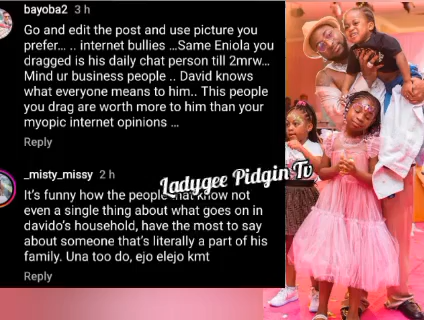 bayoba2 3 h
Go and edit the post and use picture you
prefer… .. internet bullies …Same Eniola you
dragged is his daily chat person till 2mrw…
Mind ur business people .. David knows
what everyone means to him.. This people
you drag are worth more to him than your
myopic internet opinions …
Reply
_misty_missy 2 h
Ladygee Pidgin Tv
It’s funny how the people that know not
even a single thing about what goes on in
davido’s household, have the most to say
about someone that’s literally a part of his
family. Una too do, ejo elejo kmt
Reply